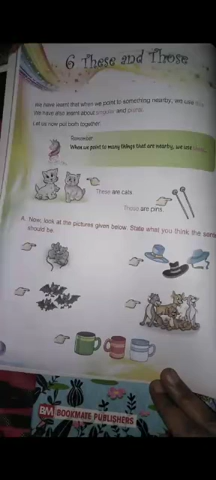 6 These and Those
We have learnt that when we point to something nearby, we use
We have also learnt about singular and plural.
Let us now put both together.
Remember
When we point to many things that are nearby, we use
These are cats.
These are pins.
A. Now, look at the pictures given below. State what you think the
should be.
BM BOOKMATE PUBLISHERS